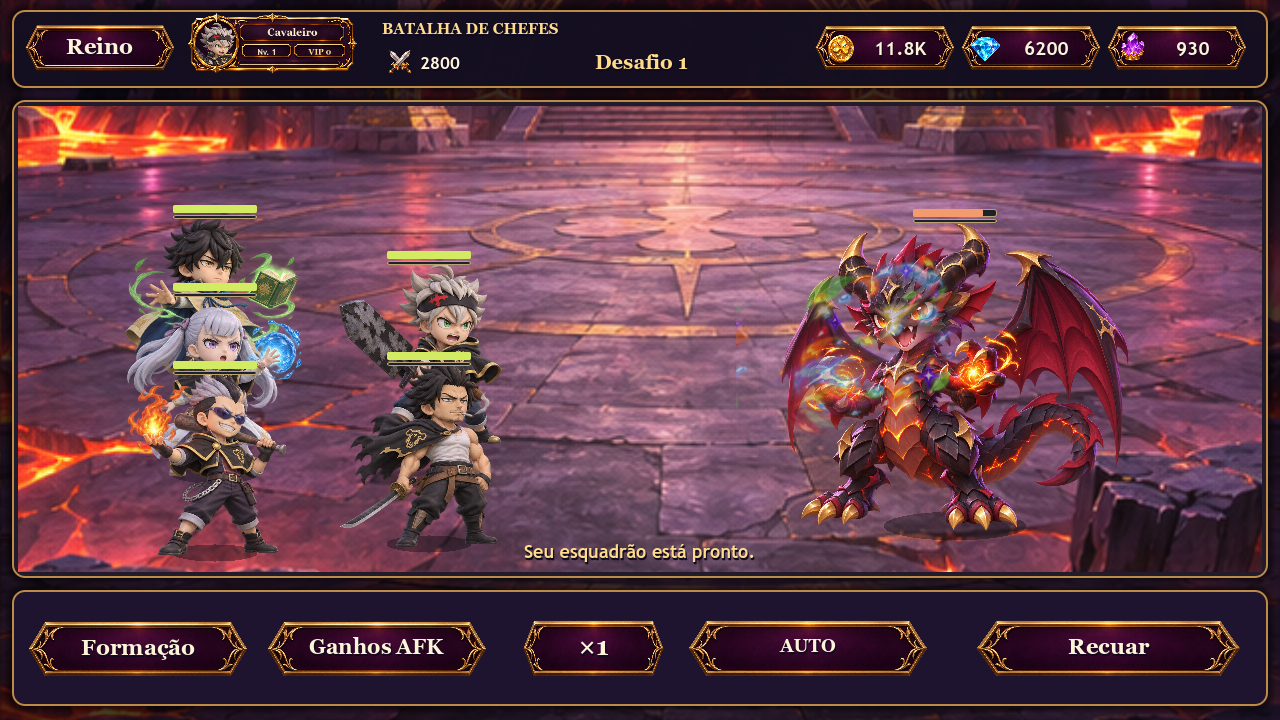 Reino
Cavaleiro
Nv. 1
VIP 0
BATALHA DE CHEFES
2800
Desafio 1
11.8K
6200
930
Seu esquadrão está pronto.
Formação
Ganhos AFK
×1
AUTO
Recuar